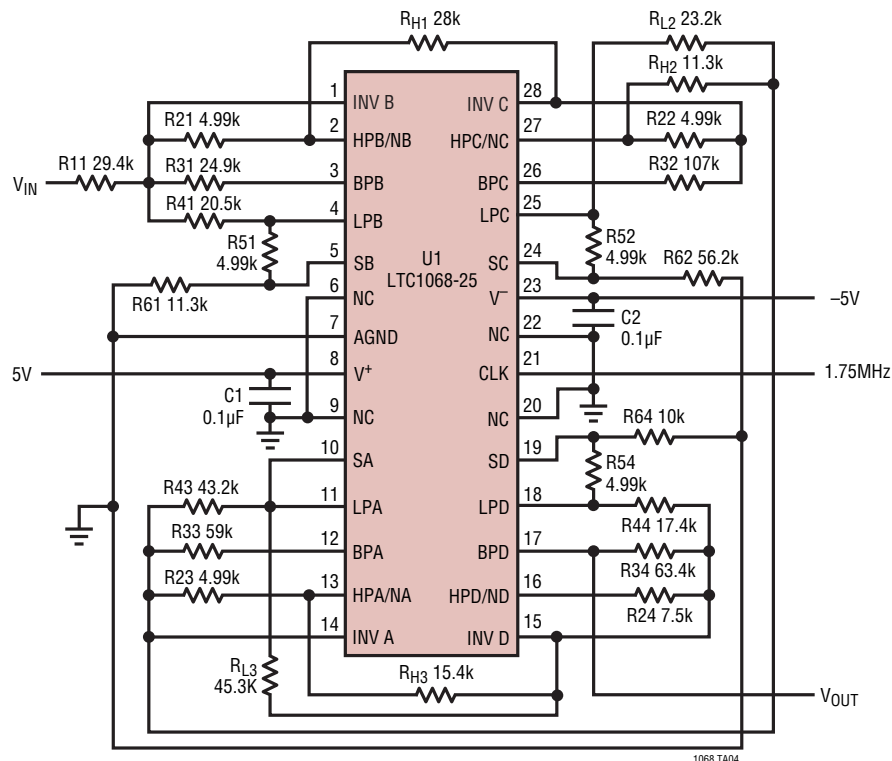 RH1 28k
RL2 23.2k
RH2 11.3k
1
INV B
INV C
28
R21 4.99k
2
HPB/NB
HPC/NC
27
R22 4.99k
R11 29.4k
R31 24.9k
3
BPB
BPC
26
R32 107k
VIN
R41 20.5k
4
LPB
LPC
25
R51
4.99k
U1
LTC1068-25
R52
4.99k
5
SB
SC
24
R62 56.2k
R61 11.3k
6
NC
V–
23
–5V
C2
0.1µF
7
AGND
NC
22
5V
8
V+
CLK
21
1.75MHz
C1
0.1µF
9
NC
NC
20
R64 10k
10
SA
SD
19
R54
4.99k
R43 43.2k
11
LPA
LPD
18
R44 17.4k
R33 59k
12
BPA
BPD
17
R34 63.4k
R23 4.99k
13
HPA/NA
HPD/ND
16
R24 7.5k
14
INV A
INV D
15
RL3
45.3K
RH3 15.4k
VOUT
1068 TA04